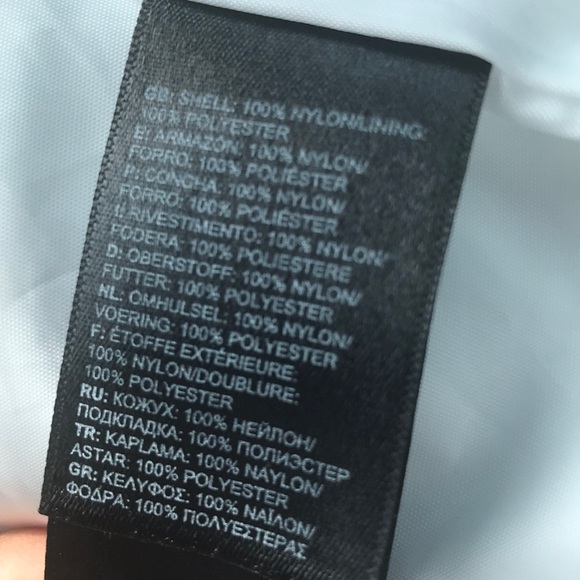 GB: SHELL: 100% NYLON/LINING:
100% POLYESTER
E: ARMAZÓN: 100% NYLON/
FORRO: 100% POLIÉSTER
P: CONCHA: 100% NYLON/
FORRO: 100% POLIÉSTER
I: RIVESTIMENTO: 100% NYLON/
FODERA: 100% POLIESTERE
D: OBERSTOFF: 100% NYLON/
FUTTER: 100% POLYESTER
NL: OMHULSEL: 100% NYLON/
VOERING: 100% POLYESTER
F: ÉTOFFE EXTÉRIEURE:
100% NYLON/DOUBLURE:
100% POLYESTER
RU: КОЖУХ: 100% НЕЙЛОН/
ПОДКЛАДКА: 100% ПОЛИЭСТЕР
TR: KAPLAMA: 100% NAYLON/
ASTAR: 100% POLYESTER
GR: ΚΕΛΥΦΟΣ: 100% ΝΑΪΛΟΝ/
ΦΟΔΡΑ: 100% ΠΟΛΥΕΣΤΕΡΑΣ